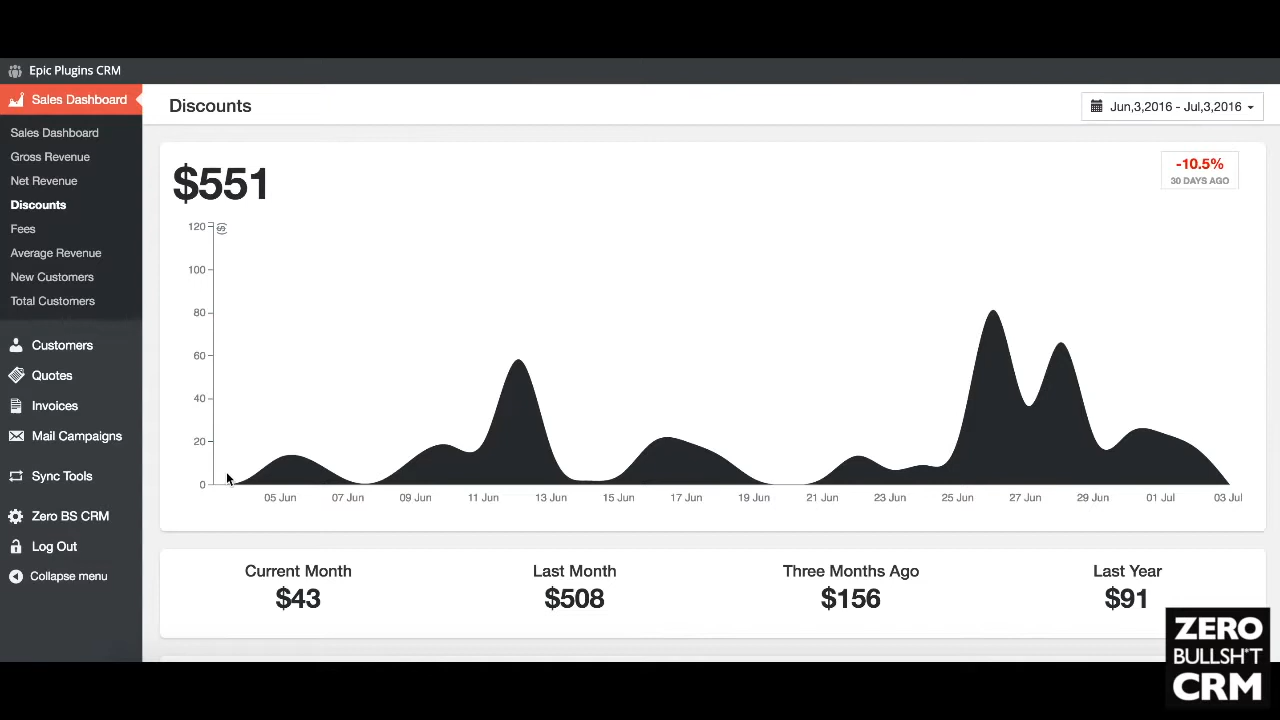 Epic Plugins CRM
Sales Dashboard
Discounts
Jun,3,2016 - Jul,3,2016
Sales Dashboard
Gross Revenue
Net Revenue
Discounts
Fees
Average Revenue
New Customers
Total Customers
Customers
Quotes
Invoices
Mail Campaigns
Sync Tools
Zero BS CRM
Log Out
Collapse menu
$551
-10.5%
30 DAYS AGO
($)
120
100
80
60
40
20
0
05 Jun 07 Jun 09 Jun 11 Jun 13 Jun 15 Jun 17 Jun 19 Jun 21 Jun 23 Jun 25 Jun 27 Jun 29 Jun 01 Jul 03 Jul
Current Month Last Month Three Months Ago Last Year
$43 $508 $156 $91
ZERO
BULLSH*T
CRM